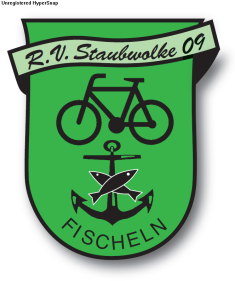 Unregistered HyperSnap
R.V. Staubwolke 09
FISCHELN